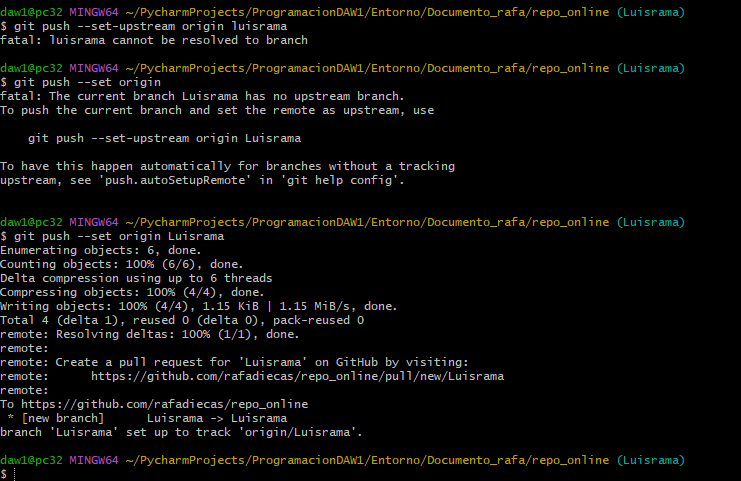 daw1@pc32 MINGW64 ~/PycharmProjects/ProgramacionDAW1/Entorno/Documento_rafa/repo_online (Luisrama)
$ git push --set-upstream origin luisrama
fatal: luisrama cannot be resolved to branch

daw1@pc32 MINGW64 ~/PycharmProjects/ProgramacionDAW1/Entorno/Documento_rafa/repo_online (Luisrama)
$ git push --set origin
fatal: The current branch Luisrama has no upstream branch.
To push the current branch and set the remote as upstream, use

    git push --set-upstream origin Luisrama

To have this happen automatically for branches without a tracking
upstream, see 'push.autoSetupRemote' in 'git help config'.

daw1@pc32 MINGW64 ~/PycharmProjects/ProgramacionDAW1/Entorno/Documento_rafa/repo_online (Luisrama)
$ git push --set origin Luisrama
Enumerating objects: 6, done.
Counting objects: 100% (6/6), done.
Delta compression using up to 6 threads
Compressing objects: 100% (4/4), done.
Writing objects: 100% (4/4), 1.15 KiB | 1.15 MiB/s, done.
Total 4 (delta 1), reused 0 (delta 0), pack-reused 0
remote: Resolving deltas: 100% (1/1), done.
remote:
remote: Create a pull request for 'Luisrama' on GitHub by visiting:
remote:      https://github.com/rafadiecas/repo_online/pull/new/Luisrama
remote:
To https://github.com/rafadiecas/repo_online
 * [new branch]      Luisrama -> Luisrama
branch 'Luisrama' set up to track 'origin/Luisrama'.

daw1@pc32 MINGW64 ~/PycharmProjects/ProgramacionDAW1/Entorno/Documento_rafa/repo_online (Luisrama)
$